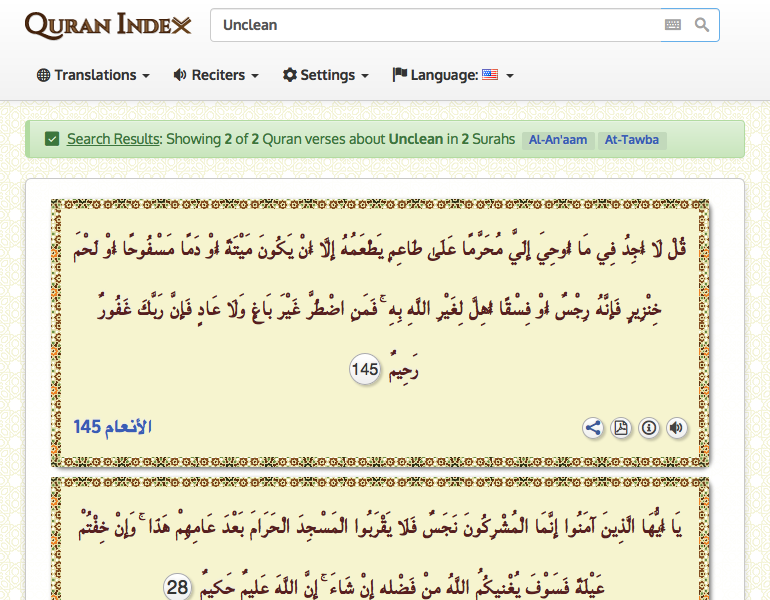 QURAN INDEX
Unclean
Translations Reciters Settings Language:
Search Results: Showing 2 of 2 Quran verses about Unclean in 2 Surahs Al-An'aam At-Tawba
قُلْ لَا أَجِدُ فِي مَا أُوحِيَ إِلَيَّ مُحَرَّمًا عَلَىٰ طَاعِمٍ يَطْعَمُهُ إِلَّا أَنْ يَكُونَ مَيْتَةً أَوْ دَمًا مَسْفُوحًا أَوْ لَحْمَ
خِنْزِيرٍ فَإِنَّهُ رِجْسٌ أَوْ فِسْقًا أُهِلَّ لِغَيْرِ اللَّهِ بِهِ ۚ فَمَنِ اضْطُرَّ غَيْرَ بَاغٍ وَلَا عَادٍ فَإِنَّ رَبَّكَ غَفُورٌ
رَحِيمٌ 145
الأنعام 145
يَا أَيُّهَا الَّذِينَ آمَنُوا إِنَّمَا الْمُشْرِكُونَ نَجَسٌ فَلَا يَقْرَبُوا الْمَسْجِدَ الْحَرَامَ بَعْدَ عَامِهِمْ هَذَا ۚ وَإِنْ خِفْتُمْ
عَيْلَةً فَسَوْفَ يُغْنِيكُمُ اللَّهُ مِنْ فَضْلِهِ إِنْ شَاءَ ۚ إِنَّ اللَّهَ عَلِيمٌ حَكِيمٌ 28